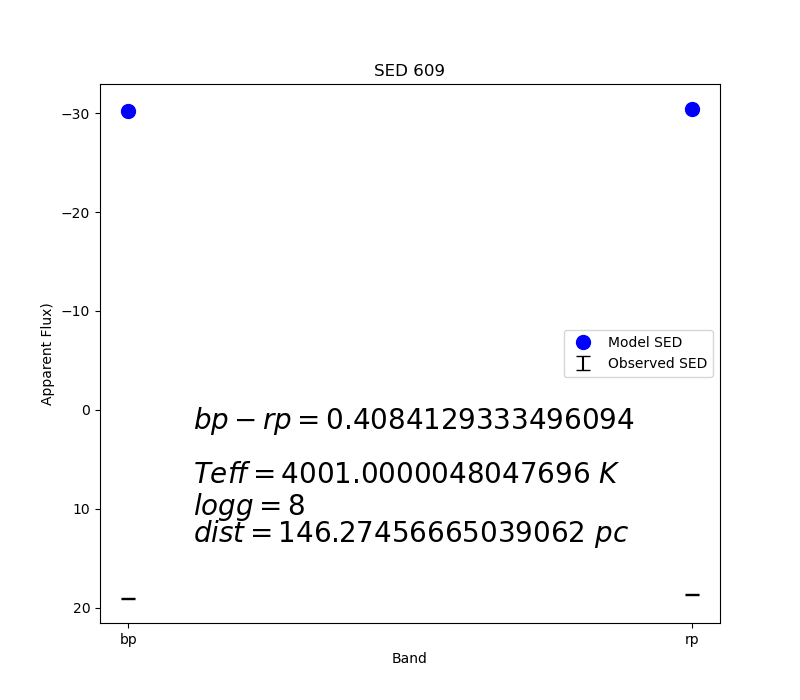 SED 609
Apparent Flux)
−30
−20
−10
0
10
20
Model SED
Observed SED
bp − rp = 0.4084129333496094
Teff = 4001.0000048047696 K
logg = 8
dist = 146.27456665039062 pc
bp
rp
Band